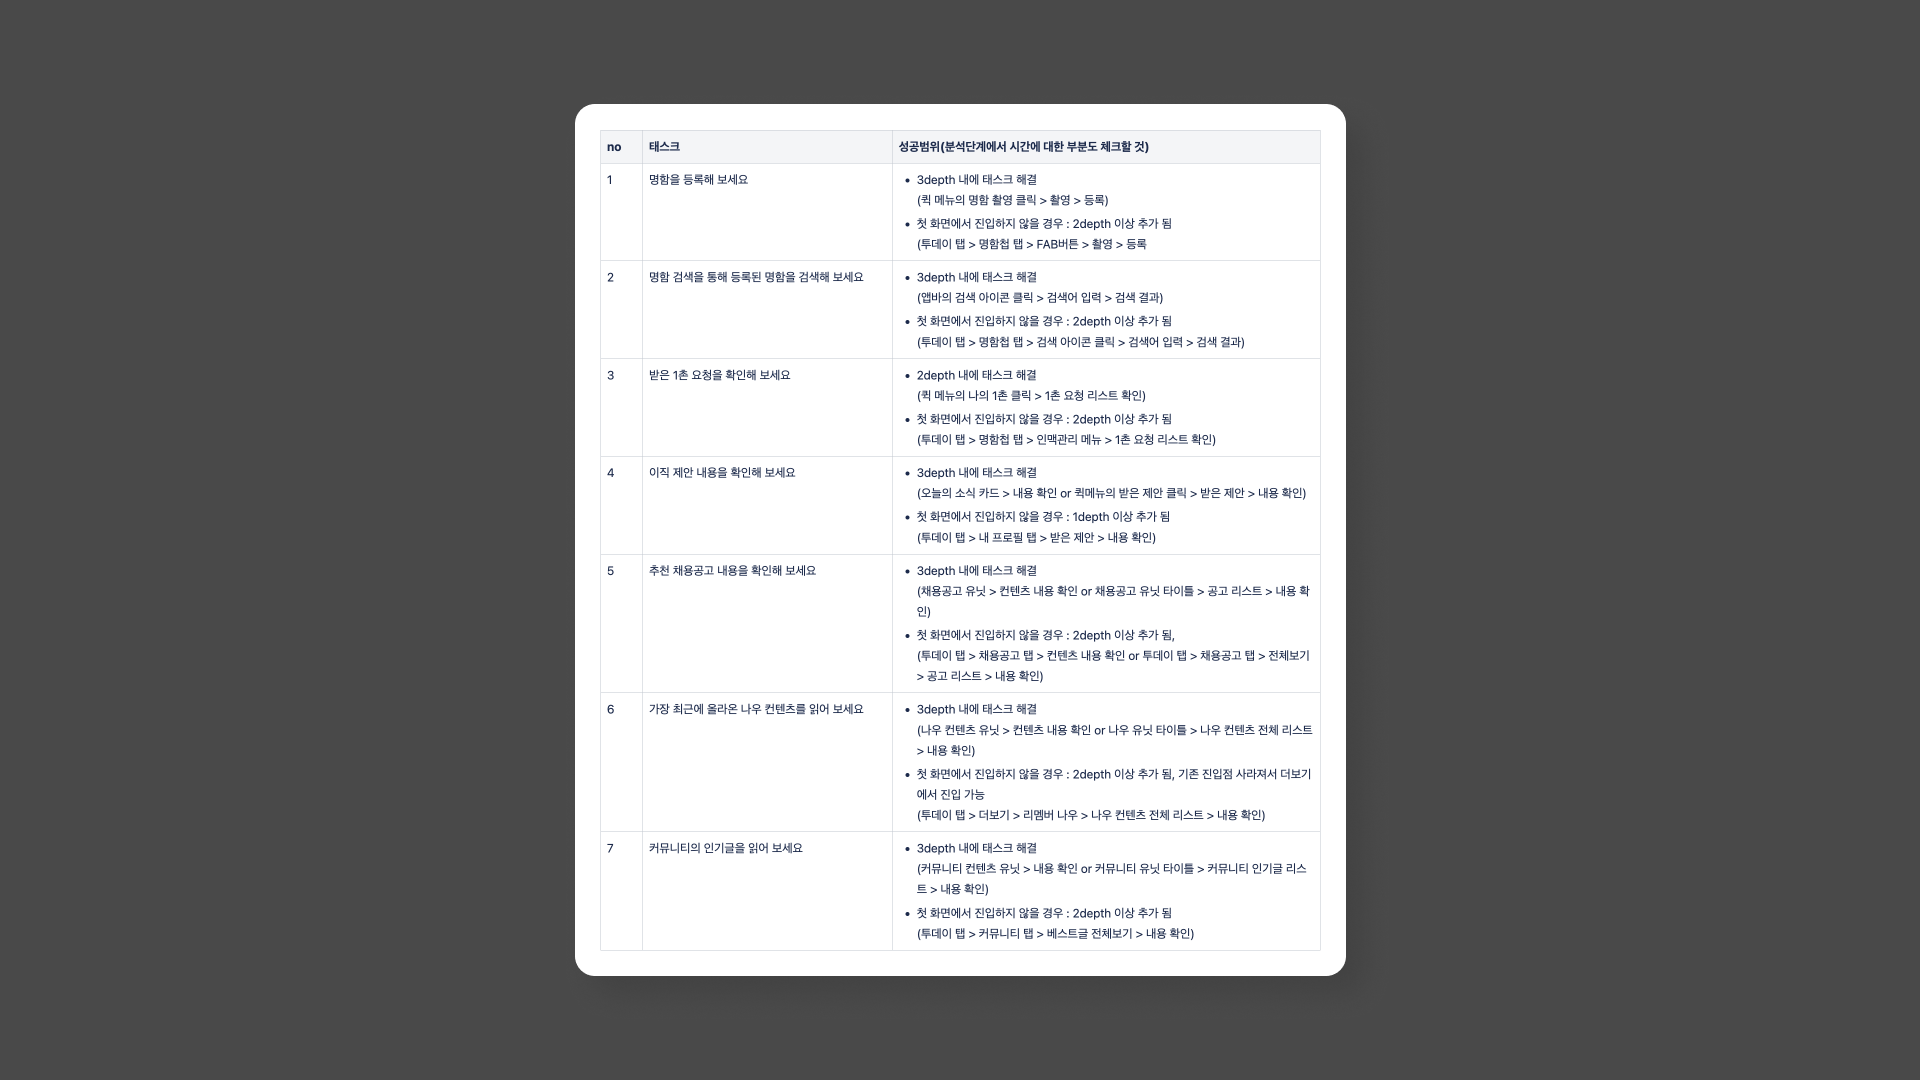 no 태스크 성공범위(분석단계에서 시간에 대한 부분도 체크할 것)
1 명함을 등록해 보세요 • 3depth 내에 태스크 해결
(퀵 메뉴의 명함 촬영 클릭 > 촬영 > 등록)
• 첫 화면에서 진입하지 않을 경우 : 2depth 이상 추가 됨
(투데이 탭 > 명함첩 탭 > FAB버튼 > 촬영 > 등록
2 명함 검색을 통해 등록된 명함을 검색해 보세요 • 3depth 내에 태스크 해결
(앱바의 검색 아이콘 클릭 > 검색어 입력 > 검색 결과)
• 첫 화면에서 진입하지 않을 경우 : 2depth 이상 추가 됨
(투데이 탭 > 명함첩 탭 > 검색 아이콘 클릭 > 검색어 입력 > 검색 결과)
3 받은 1촌 요청을 확인해 보세요 • 2depth 내에 태스크 해결
(퀵 메뉴의 나의 1촌 클릭 > 1촌 요청 리스트 확인)
• 첫 화면에서 진입하지 않을 경우 : 2depth 이상 추가 됨
(투데이 탭 > 명함첩 탭 > 인맥관리 메뉴 > 1촌 요청 리스트 확인)
4 이직 제안 내용을 확인해 보세요 • 3depth 내에 태스크 해결
(오늘의 소식 카드 > 내용 확인 or 퀵메뉴의 받은 제안 클릭 > 받은 제안 > 내용 확인)
• 첫 화면에서 진입하지 않을 경우 : 1depth 이상 추가 됨
(투데이 탭 > 내 프로필 탭 > 받은 제안 > 내용 확인)
5 추천 채용공고 내용을 확인해 보세요 • 3depth 내에 태스크 해결
(채용공고 유닛 > 컨텐츠 내용 확인 or 채용공고 유닛 타이틀 > 공고 리스트 > 내용 확
인)
• 첫 화면에서 진입하지 않을 경우 : 2depth 이상 추가 됨,
(투데이 탭 > 채용공고 탭 > 컨텐츠 내용 확인 or 투데이 탭 > 채용공고 탭 > 전체보기
> 공고 리스트 > 내용 확인)
6 가장 최근에 올라온 나우 컨텐츠를 읽어 보세요 • 3depth 내에 태스크 해결
(나우 컨텐츠 유닛 > 컨텐츠 내용 확인 or 나우 유닛 타이틀 > 나우 컨텐츠 전체 리스트
> 내용 확인)
• 첫 화면에서 진입하지 않을 경우 : 2depth 이상 추가 됨, 기존 진입점 사라져서 더보기
에서 진입 가능
(투데이 탭 > 더보기 > 리멤버 나우 > 나우 컨텐츠 전체 리스트 > 내용 확인)
7 커뮤니티의 인기글을 읽어 보세요 • 3depth 내에 태스크 해결
(커뮤니티 컨텐츠 유닛 > 내용 확인 or 커뮤니티 유닛 타이틀 > 커뮤니티 인기글 리스
트 > 내용 확인)
• 첫 화면에서 진입하지 않을 경우 : 2depth 이상 추가 됨
(투데이 탭 > 커뮤니티 탭 > 베스트글 전체보기 > 내용 확인)